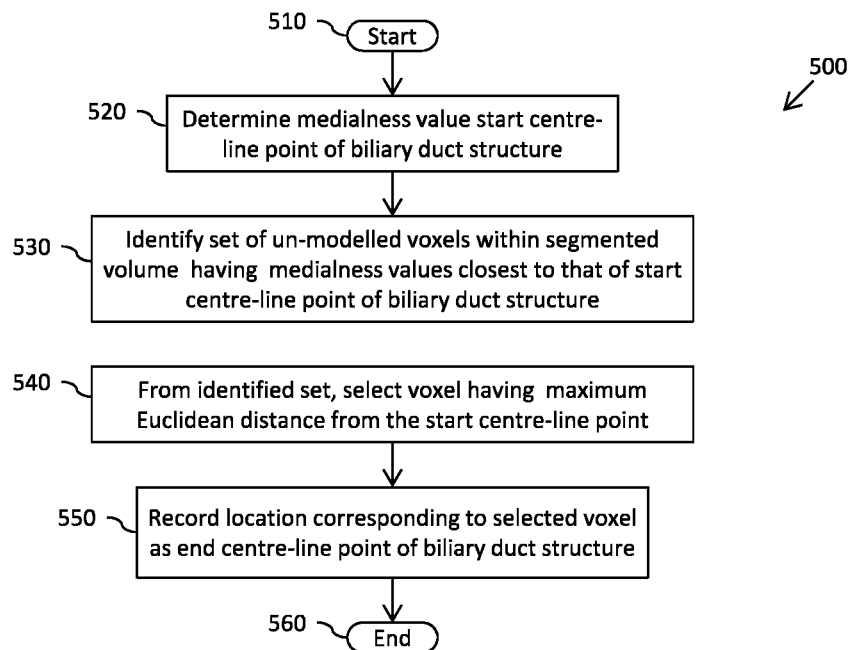 510
Start
500
520
Determine medialness value start centre-
line point of biliary duct structure
530
Identify set of un-modelled voxels within segmented
volume having medialness values closest to that of start
centre-line point of biliary duct structure
540
From identified set, select voxel having maximum
Euclidean distance from the start centre-line point
550
Record location corresponding to selected voxel
as end centre-line point of biliary duct structure
560
End